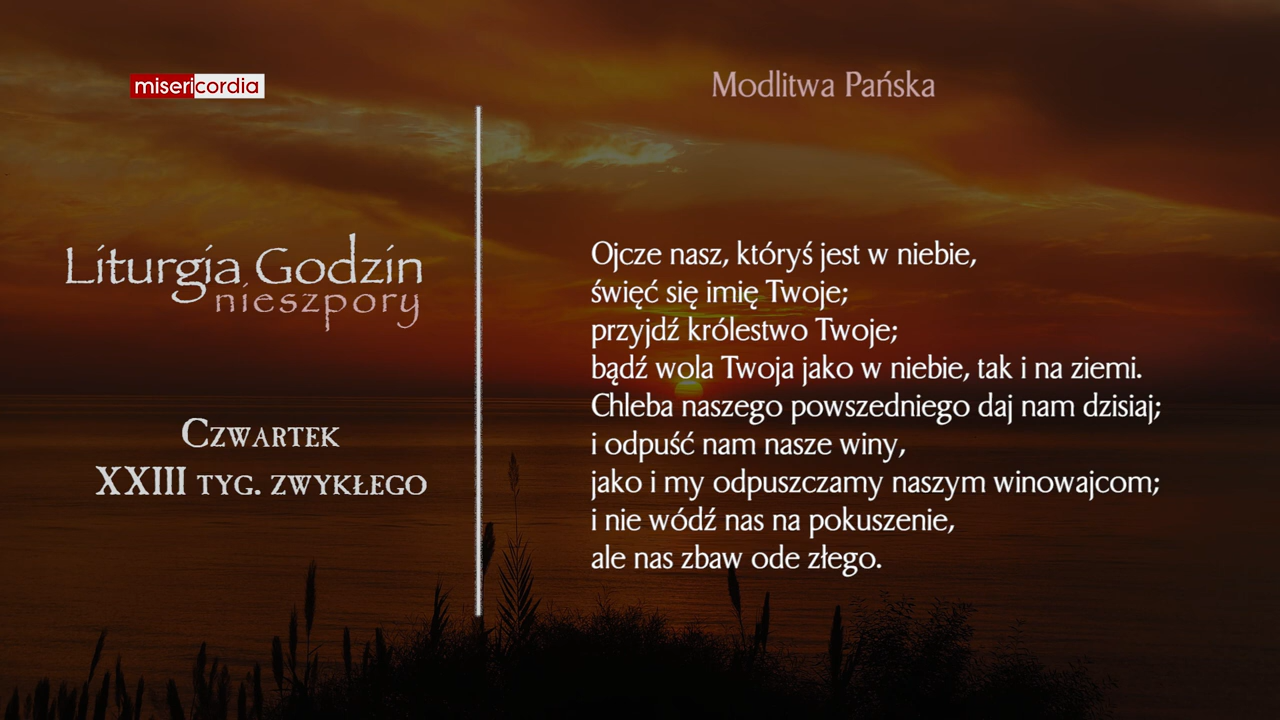 misericordia
Liturgia Godzin
nieszpory
Czwartek
XXIII tyg. zwykłego
Modlitwa Pańska
Ojcze nasz, któryś jest w niebie,
święć się imię Twoje;
przyjdź królestwo Twoje;
bądź wola Twoja jako w niebie, tak i na ziemi.
Chleba naszego powszedniego daj nam dzisiaj;
i odpuść nam nasze winy,
jako i my odpuszczamy naszym winowajcom;
i nie wódź nas na pokuszenie,
ale nas zbaw ode złego.